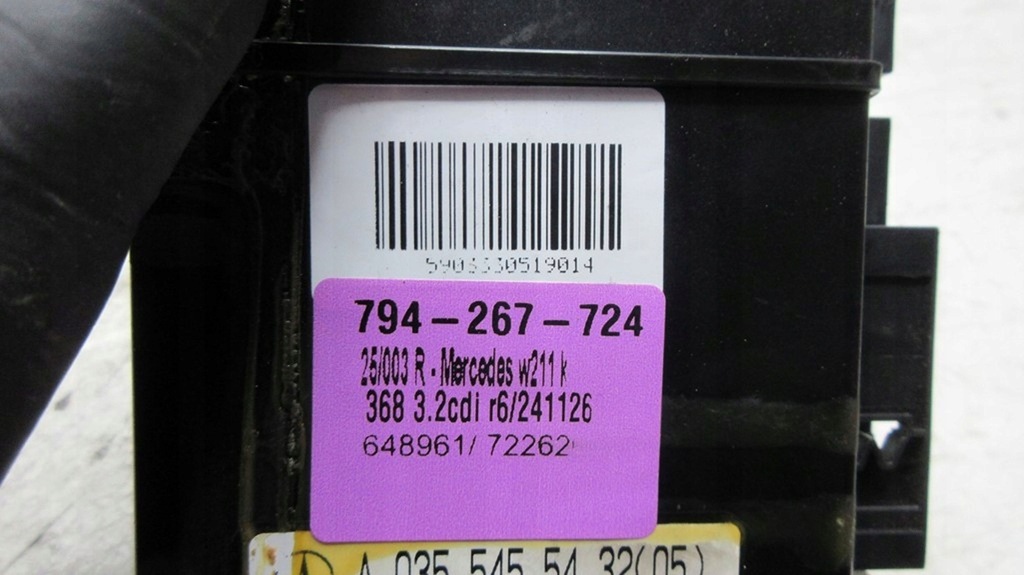 5903330519014
794-267-724
25/003 R - Mercedes w211 k
368 3.2cdi r6/241126
648961/ 72262
A 035 545 54 32(05)